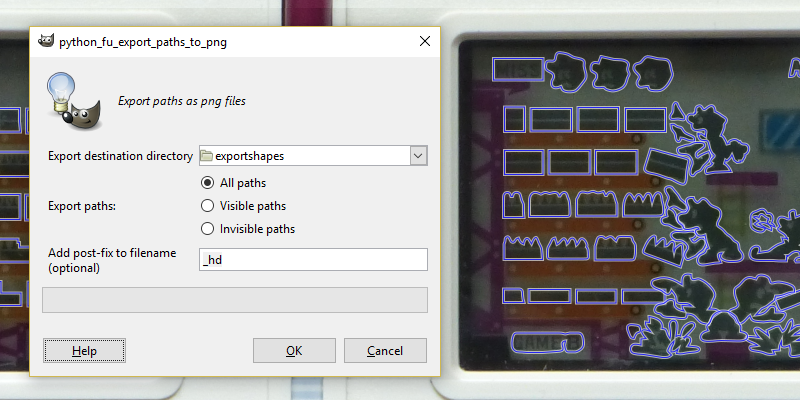 python_fu_export_paths_to_png
Export paths as png files
Export destination directory
exportshapes
Export paths:
All paths
Visible paths
Invisible paths
Add post-fix to filename
(optional)
_hd
Help
OK
Cancel
MISS
GAME B